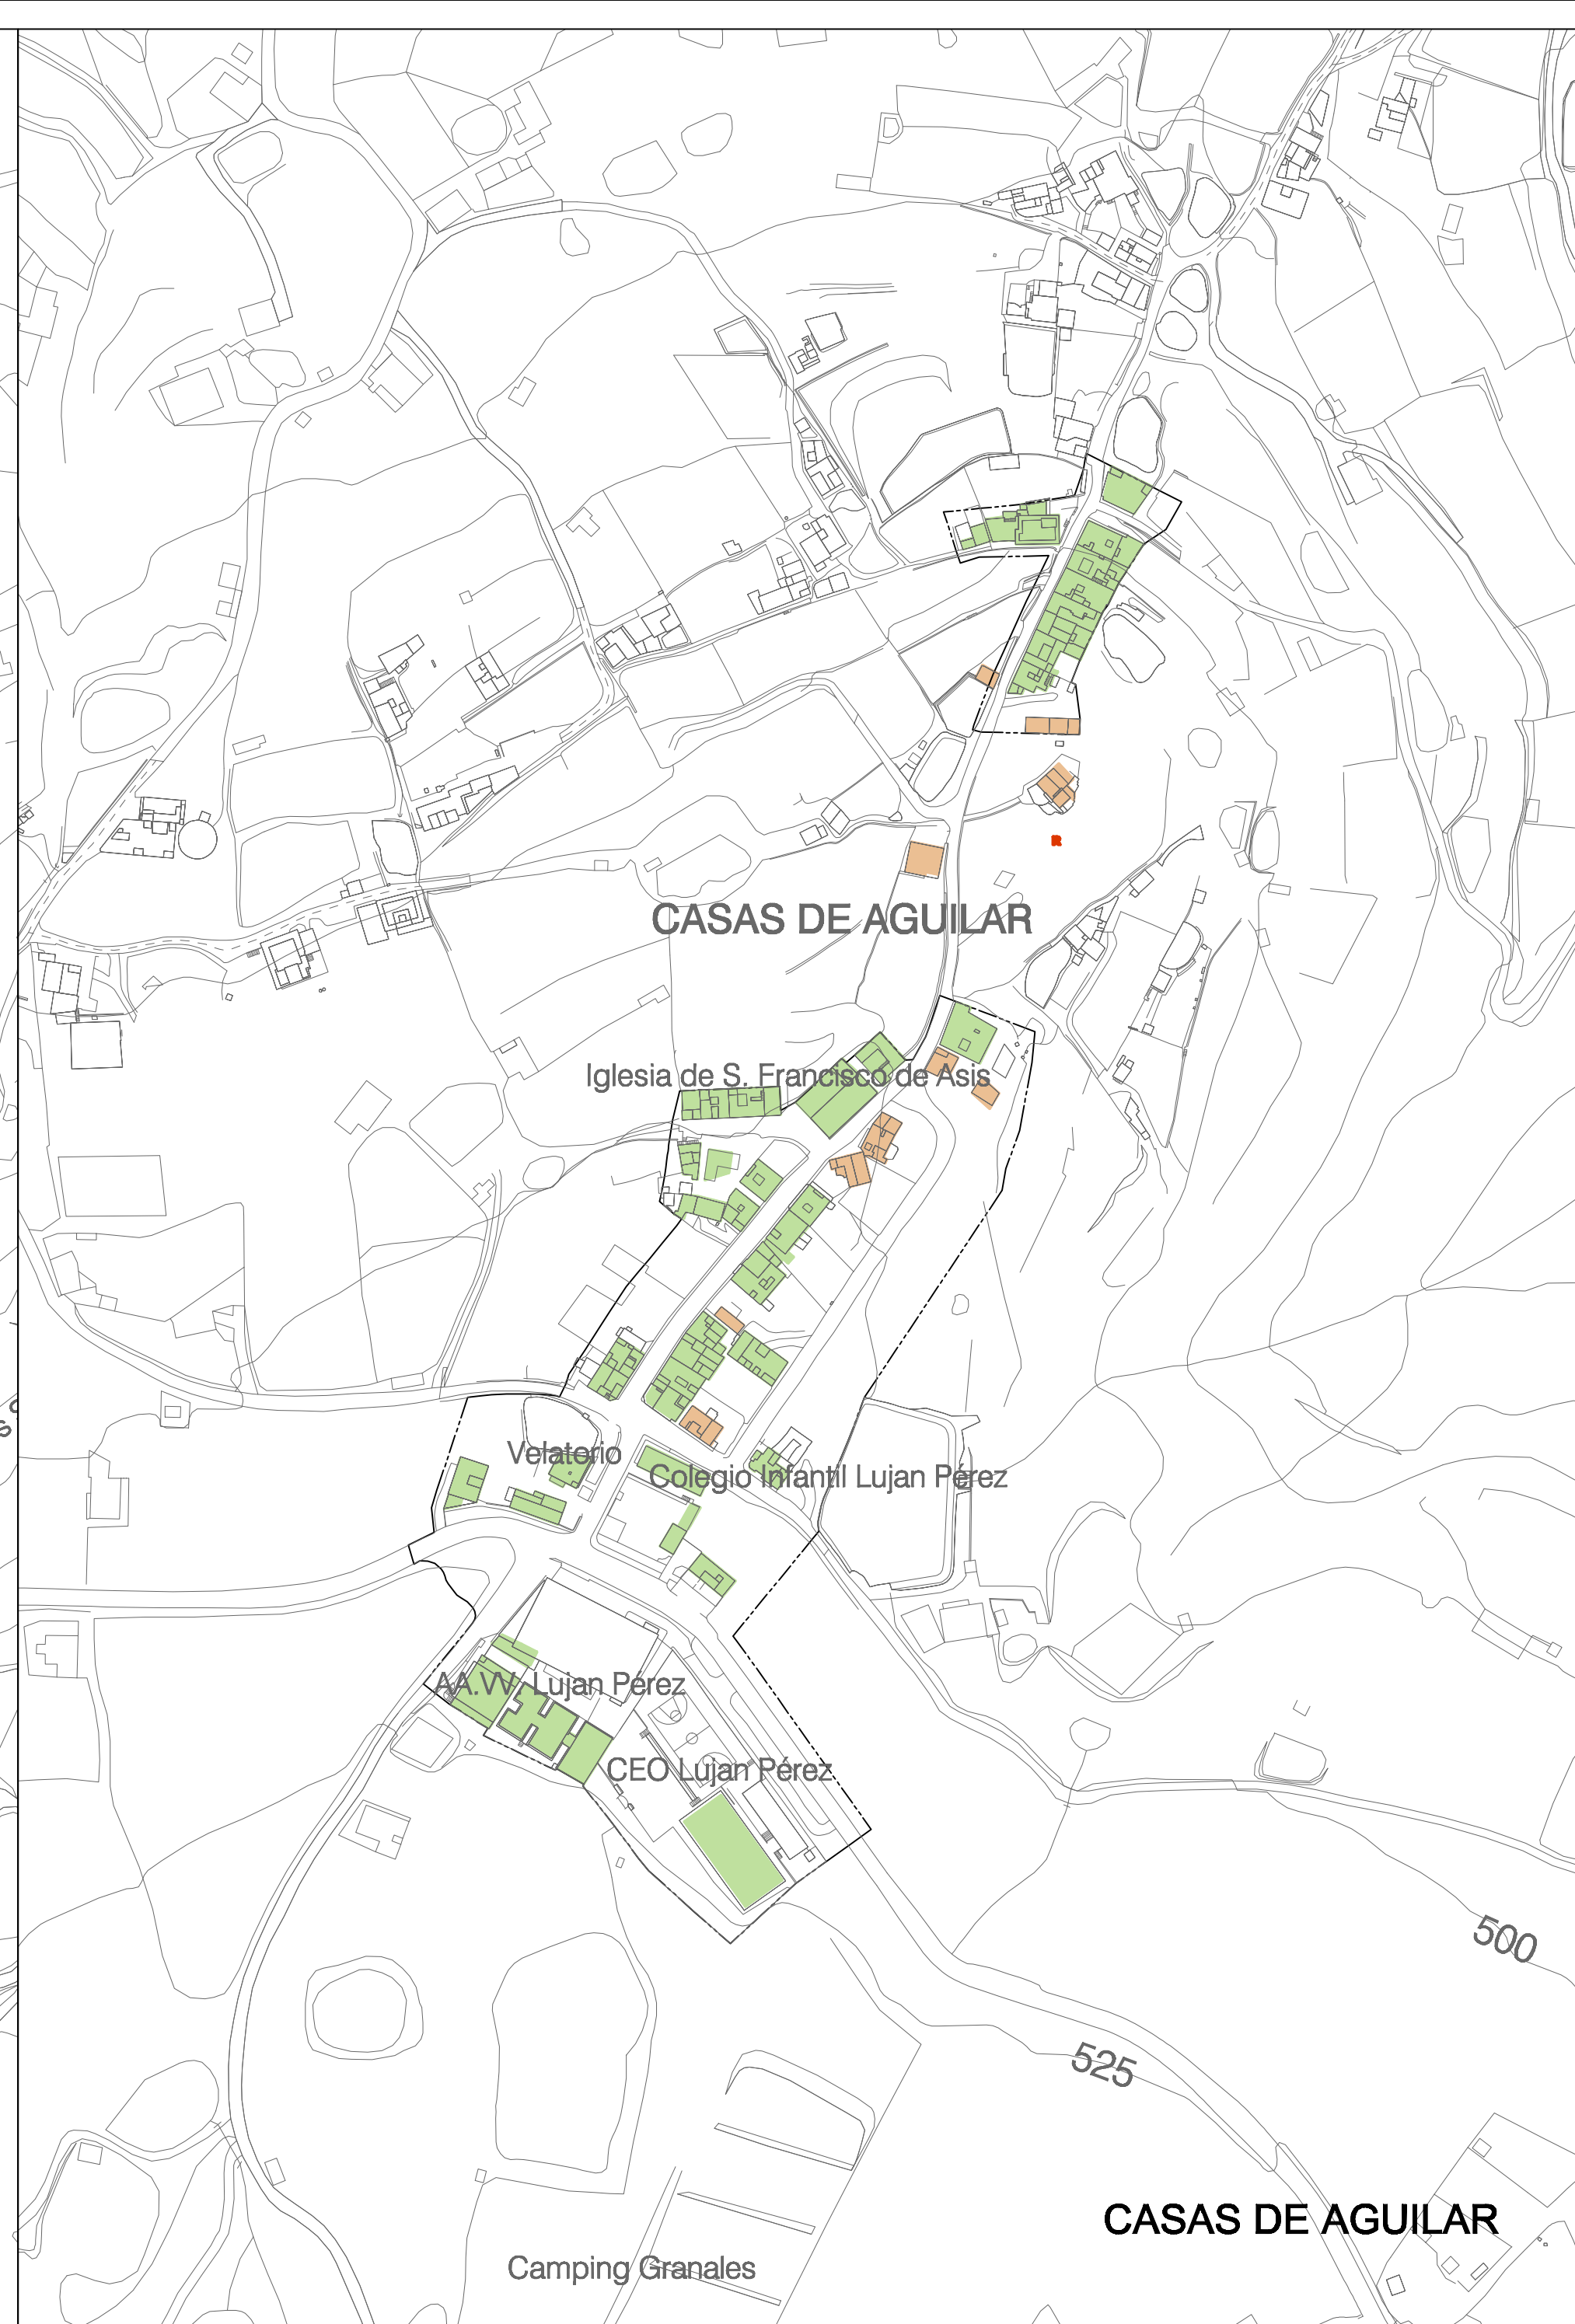 R
CASAS DE AGUILAR
Iglesia de S. Francisco de Asis
Velatorio
Colegio Infantil Lujan Pérez
AA.VV. Lujan Pérez
CEO Lujan Pérez
500
525
CASAS DE AGUILAR
Camping Granales